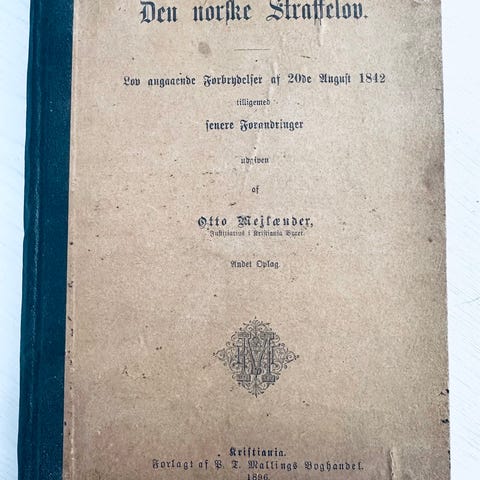 Den norske Straffelov.
Lov angaaende Forbrydelser af 20de August 1842
tilligemed
senere Forandringer
udgiven
af
Otto Mejlænder,
Justitiarius i Kristiania Byret.
Andet Oplag.
M
Kristiania.
Forlagt af P. T. Mallings Boghandel.
1896.